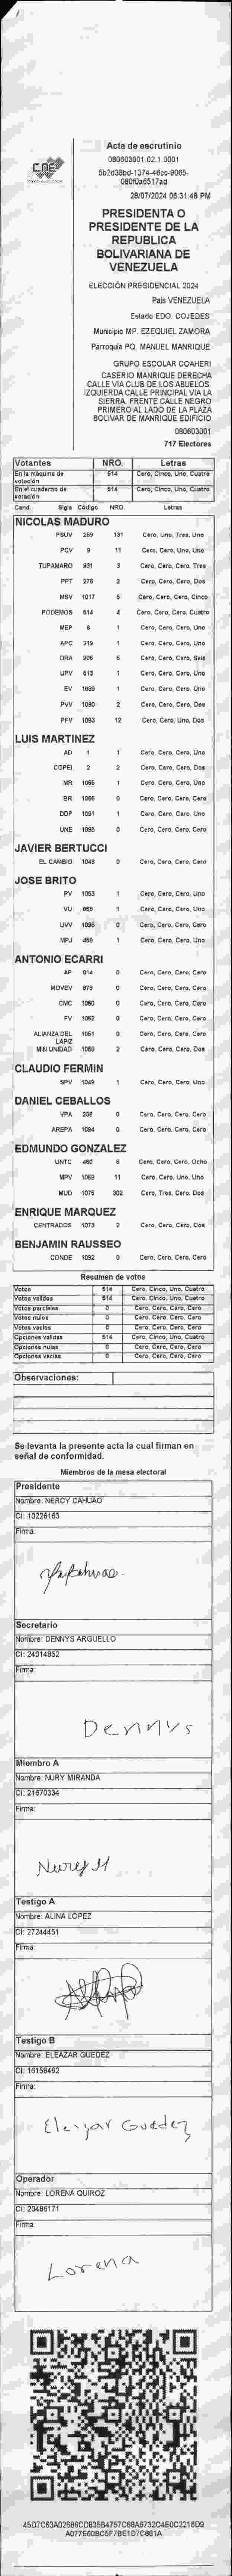 CNE
Acta de escrutinio
080603001.02.1.0001
28/07/2024 06:31:48 PM
PRESIDENTA O
PRESIDENTE DE LA
REPUBLICA
BOLIVARIANA DE
VENEZUELA
ELECCIÓN PRESIDENCIAL 2024
País VENEZUELA
Estado EDO. COJEDES
Municipio MP. EZEQUIEL ZAMORA
Parroquia PQ. MANUEL MANRIQUE
GRUPO ESCOLAR COAHERI
CASERIO MANRIQUE DERECHA
CALLE VIA CLUB DE LOS ABUELOS.
IZQUIERDA CALLE PRINCIPAL VIA LA
SIERRA. FRENTE CALLE NEGRO
PRIMERO AL LADO DE LA PLAZA
BOLIVAR DE MANRIQUE EDIFICIO
080603001
717 Electores
Votantes NRO. Letras
En la máquina de votación 514 Cero, Cinco, Uno, Cuatro
En el cuaderno de votación 514 Cero, Cinco, Uno, Cuatro
Cand. Sigla Código NRO. Letras
NICOLAS MADURO
PSUV 289 131 Cero, Uno, Tres, Uno
PCV 9 11 Cero, Cero, Uno, Uno
TUPAMARO 931 3 Cero, Cero, Cero, Tres
PPT 276 2 Cero, Cero, Cero, Dos
MSV 1017 5 Cero, Cero, Cero, Cinco
PODEMOS 514 4 Cero, Cero, Cero, Cuatro
MEP 6 1 Cero, Cero, Cero, Uno
APC 219 1 Cero, Cero, Cero, Uno
ORA 906 6 Cero, Cero, Cero, Seis
UPV 513 1 Cero, Cero, Cero, Uno
EV 1089 1 Cero, Cero, Cero, Uno
PVV 1090 2 Cero, Cero, Cero, Dos
PFV 1093 12 Cero, Cero, Uno, Dos
LUIS MARTINEZ
AD 1 1 Cero, Cero, Cero, Uno
COPEI 2 2 Cero, Cero, Cero, Dos
MR 1055 1 Cero, Cero, Cero, Uno
BR 1066 0 Cero, Cero, Cero, Cero
DDP 1091 1 Cero, Cero, Cero, Uno
UNE 1095 0 Cero, Cero, Cero, Cero
JAVIER BERTUCCI
EL CAMBIO 1048 0 Cero, Cero, Cero, Cero
JOSE BRITO
PV 1053 1 Cero, Cero, Cero, Uno
VU 989 1 Cero, Cero, Cero, Uno
UVV 1096 0 Cero, Cero, Cero, Cero
MPJ 459 1 Cero, Cero, Cero, Uno
ANTONIO ECARRI
AP 914 0 Cero, Cero, Cero, Cero
MOVEV 979 0 Cero, Cero, Cero, Cero
CMC 1050 0 Cero, Cero, Cero, Cero
FV 1052 0 Cero, Cero, Cero, Cero
ALIANZA DEL LAPIZ 1051 0 Cero, Cero, Cero, Cero
MIN UNIDAD 1069 2 Cero, Cero, Cero, Dos
CLAUDIO FERMIN
SPV 1049 1 Cero, Cero, Cero, Uno
DANIEL CEBALLOS
VPA 238 0 Cero, Cero, Cero, Cero
AREPA 1094 0 Cero, Cero, Cero, Cero
EDMUNDO GONZALEZ
UNTC 460 8 Cero, Cero, Cero, Ocho
MPV 1068 11 Cero, Cero, Uno, Uno
MUD 1075 302 Cero, Tres, Cero, Dos
ENRIQUE MARQUEZ
CENTRADOS 1073 2 Cero, Cero, Cero, Dos
BENJAMIN RAUSSEO
CONDE 1092 0 Cero, Cero, Cero, Cero
Resumen de votos
Votos 514 Cero, Cinco, Uno, Cuatro
Votos validos 514 Cero, Cinco, Uno, Cuatro
Votos parciales 0 Cero, Cero, Cero, Cero
Votos nulos 0 Cero, Cero, Cero, Cero
Votos vacios 0 Cero, Cero, Cero, Cero
Opciones validas 514 Cero, Cinco, Uno, Cuatro
Opciones nulas 0 Cero, Cero, Cero, Cero
Opciones vacias 0 Cero, Cero, Cero, Cero
Observaciones:
Se levanta la presente acta la cual firman en
señal de conformidad.
Miembros de la mesa electoral
Presidente
Nombre: NERCY CAHUAO
CI: 10226163
Firma:
Secretario
Nombre: DENNYS ARGUELLO
CI: 24014852
Firma:
Dennys
Miembro A
Nombre: NURY MIRANDA
CI: 21670334
Firma:
Nurys M
Testigo A
Nombre: ALINA LOPEZ
CI: 27244451
Firma:
Testigo B
Nombre: ELEAZAR GUEDEZ
CI: 16158462
Firma:
Eleazar Guedez
Operador
Nombre: LORENA QUIROZ
CI: 20486171
Firma:
Lorena